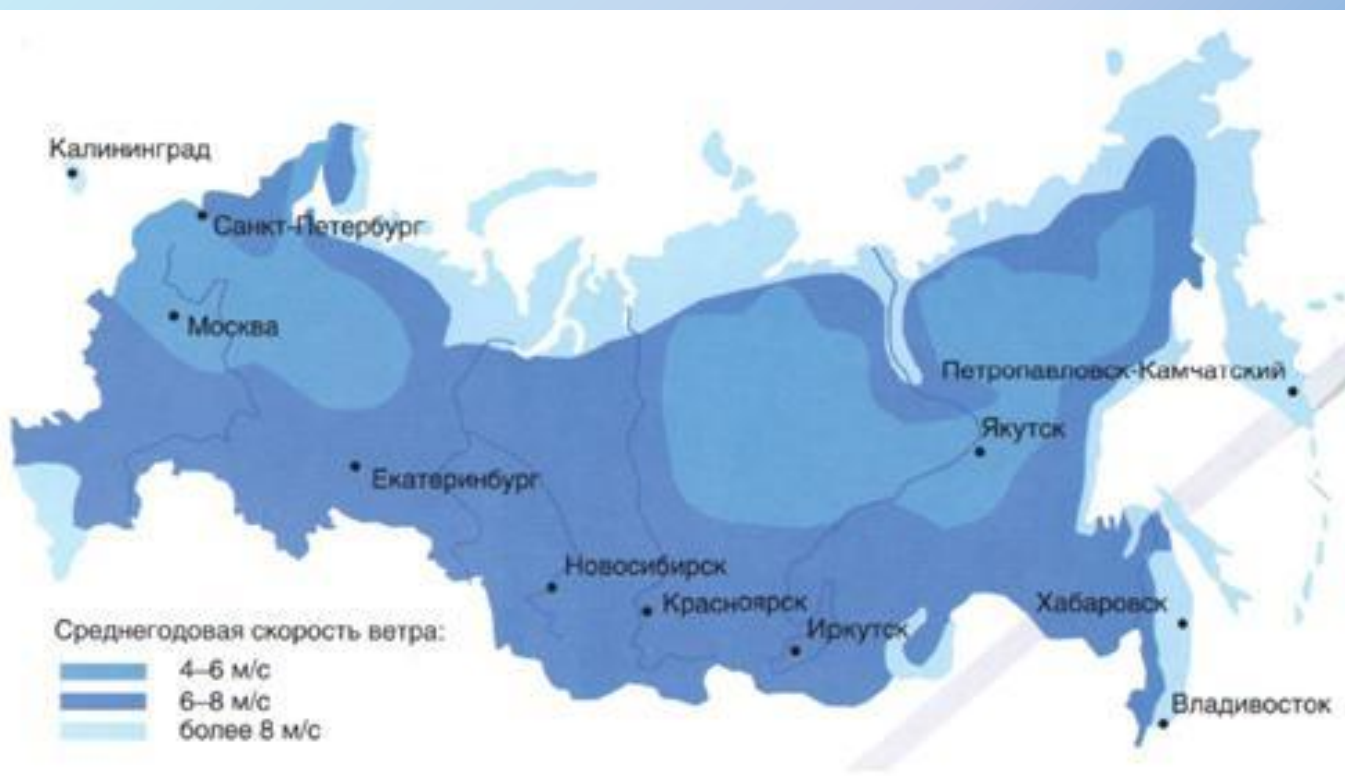 Калининград
Санкт-Петербург
Москва
Петропавловск-Камчатский
Якутск
Екатеринбург
Новосибирск
Красноярск
Хабаровск
Иркутск
Владивосток
Среднегодовая скорость ветра:
4–6 м/с
6–8 м/с
более 8 м/с